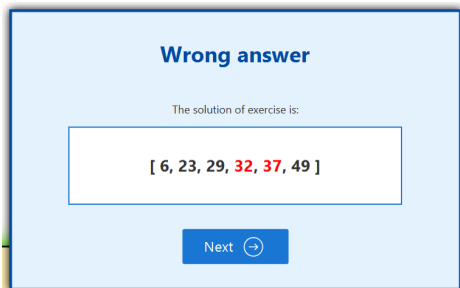 Wrong answer
The solution of exercise is:
[ 6, 23, 29, 32, 37, 49 ]
Next